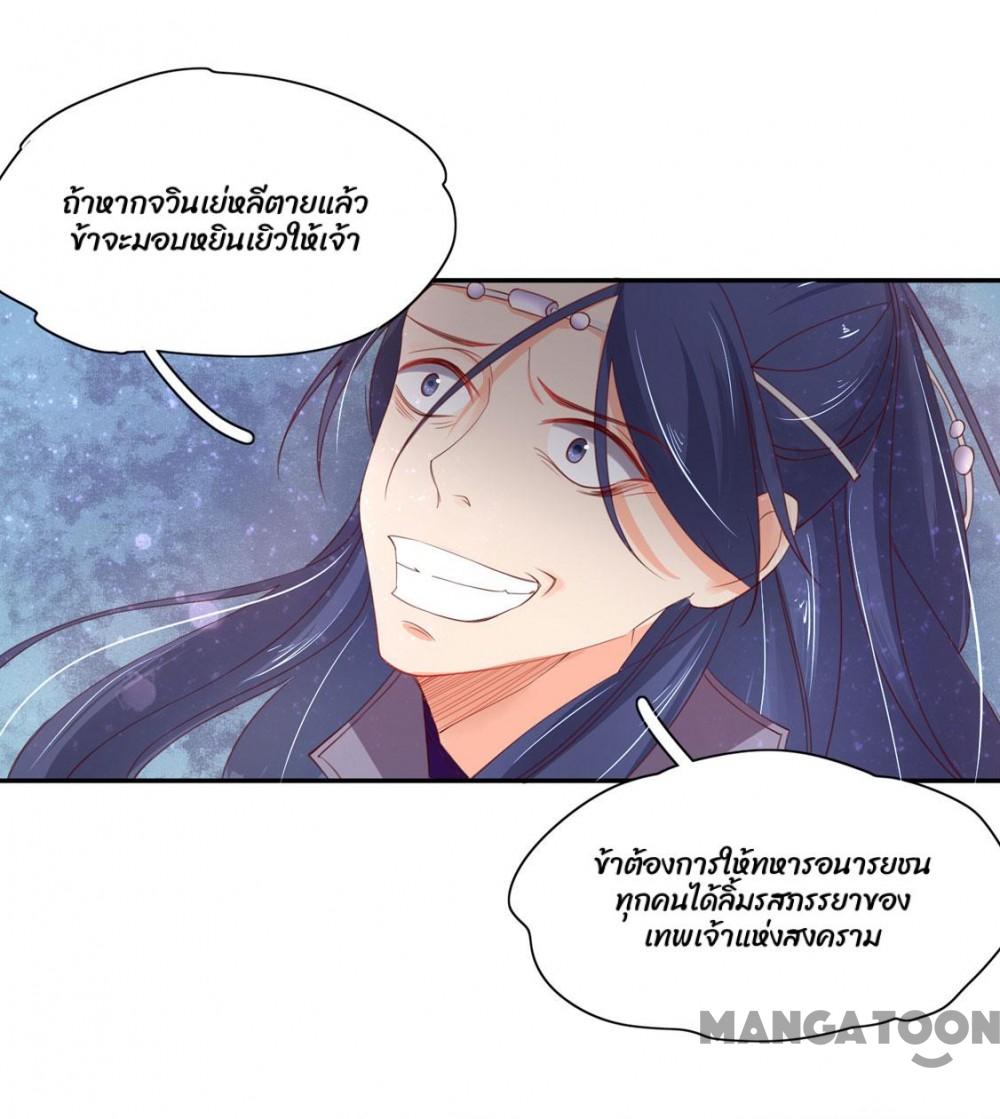 ถ้าหากจวินเย่หลีตายแล้ว
ข้าจะมอบหยินเยิวให้เจ้า
ข้าต้องการให้ทหารอนารยชน
ทุกคนได้ลิ้มรสภรรยาของ
เทพเจ้าแห่งสงคราม
MANGATOON